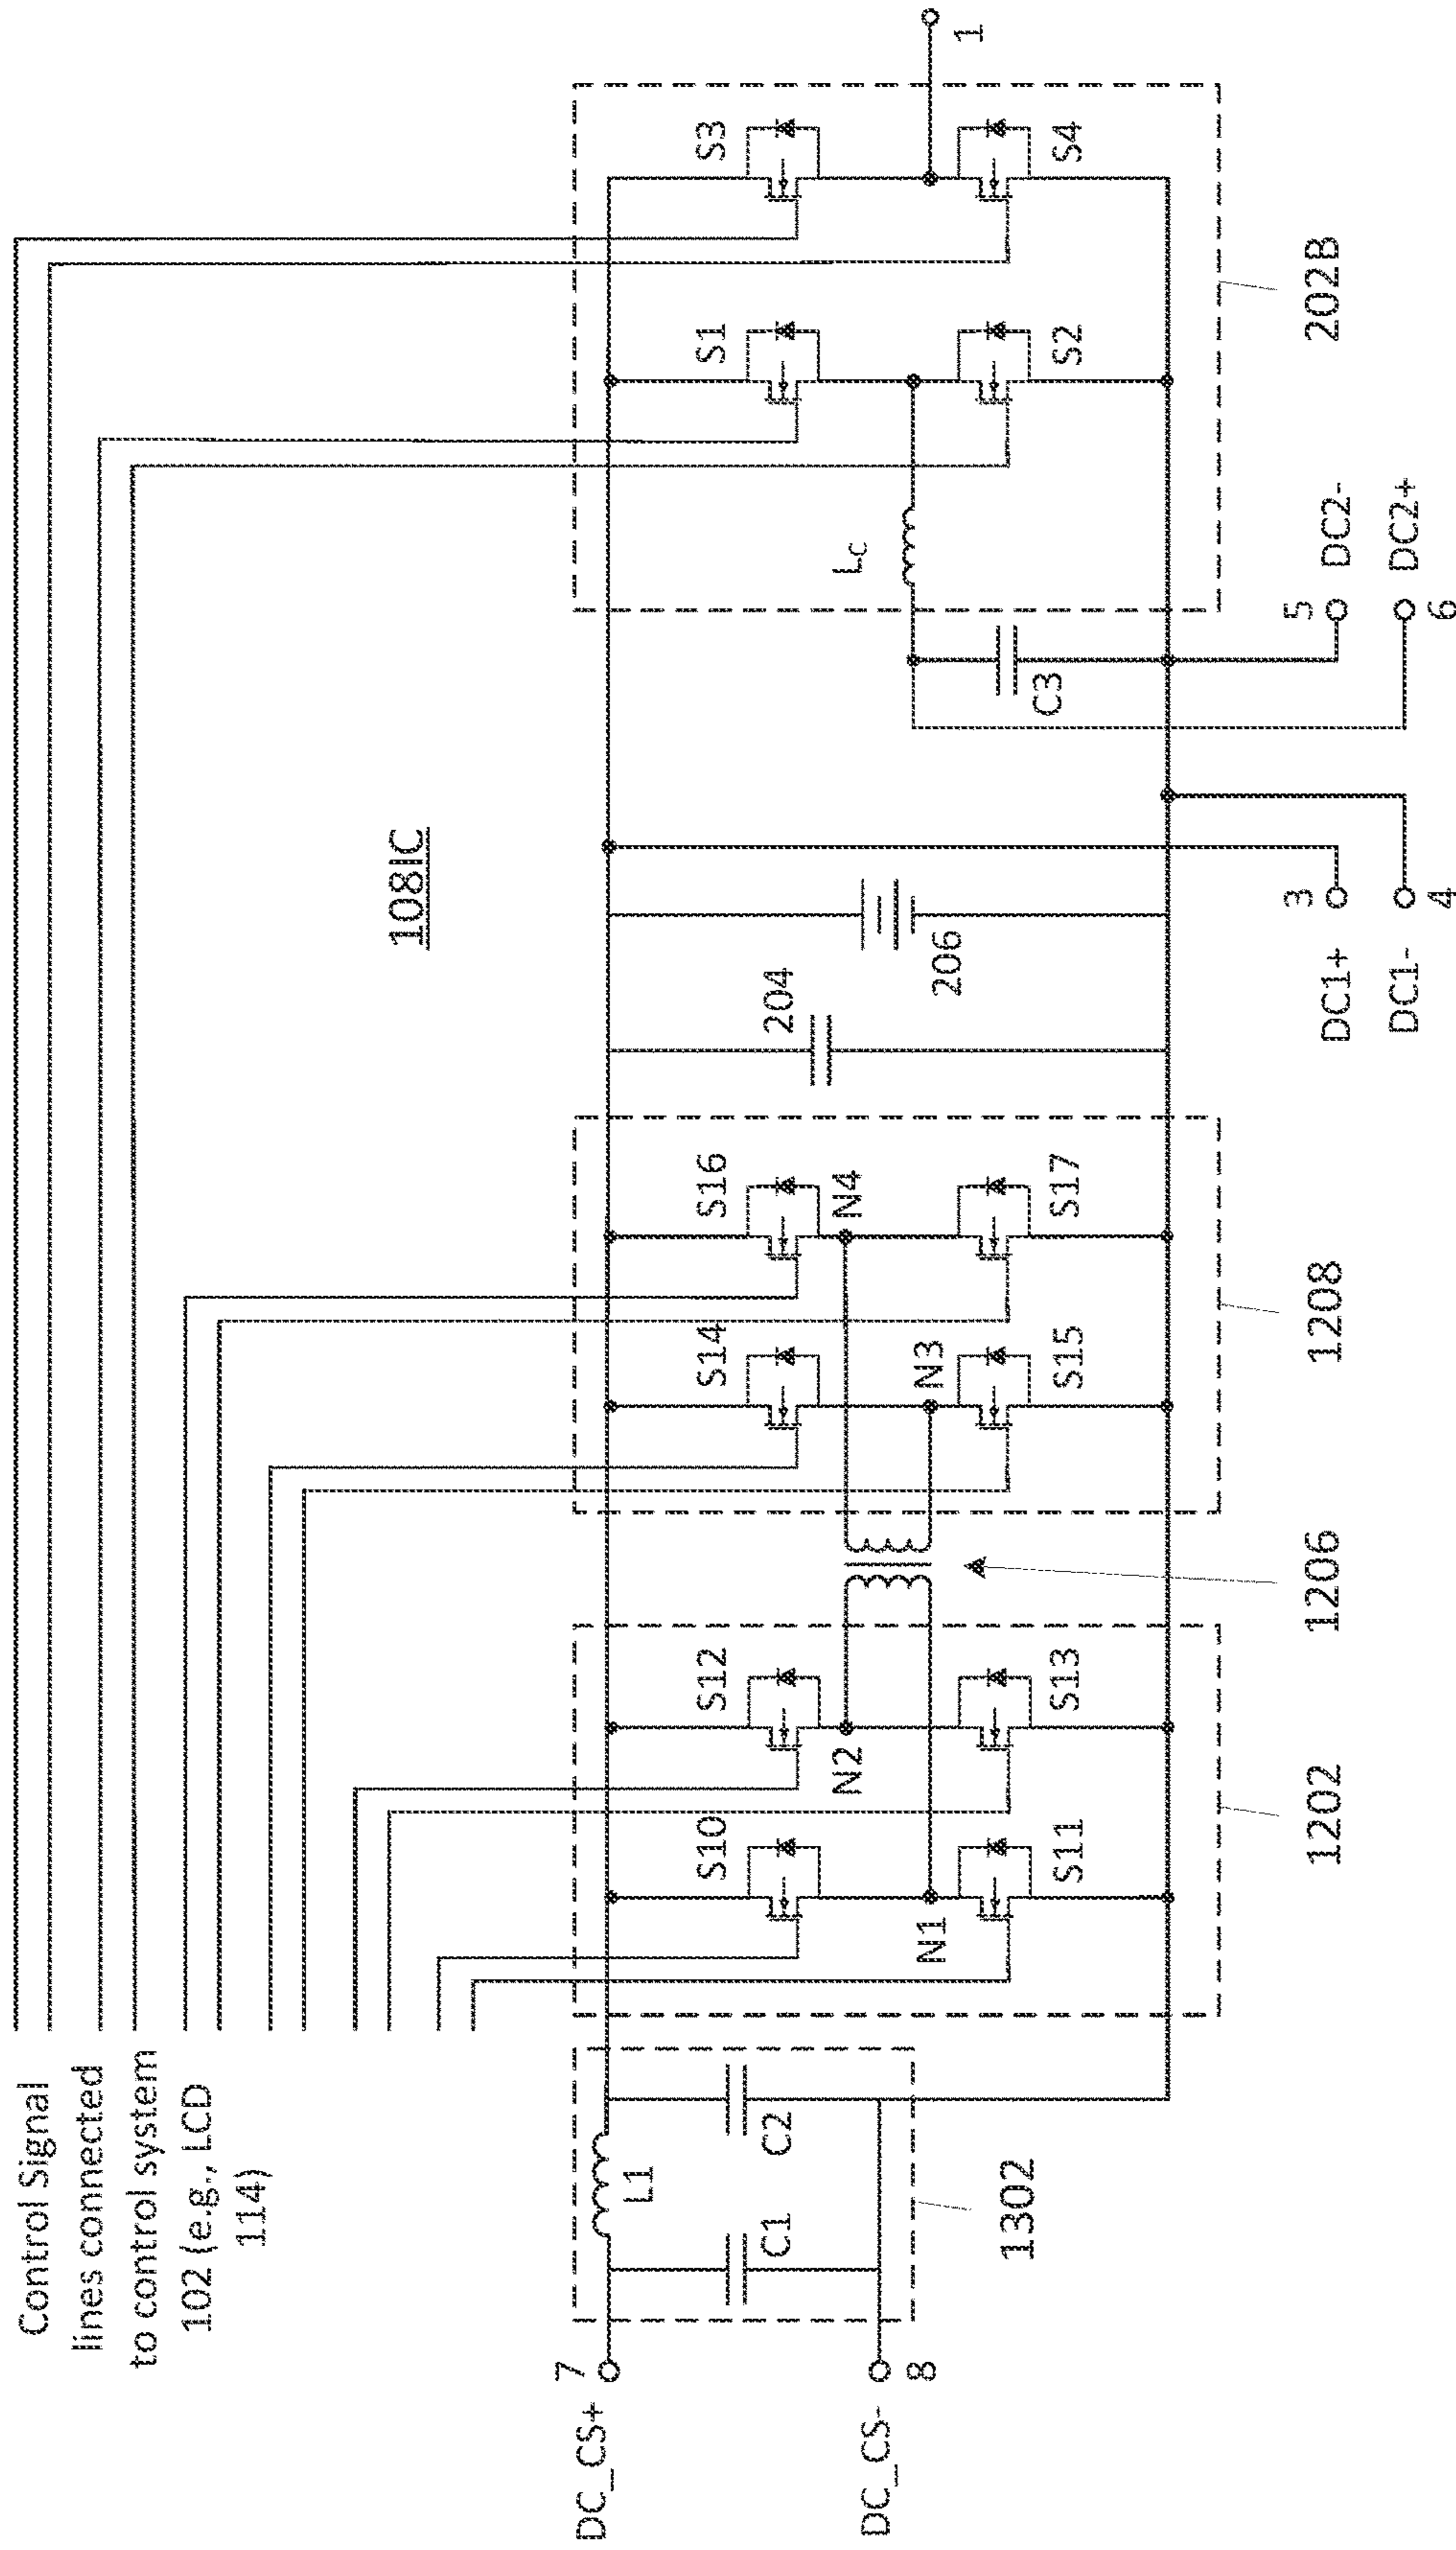 Control Signal
lines connected
to control system
102 (e.g., LCD
114)
108IC
7
DC_CS+
8
DC_CS-
L1
C1
C2
1302
S10
S11
S12
S13
N1
N2
1202
1206
S14
S15
S16
S17
N3
N4
1208
204
206
3
DC1+
4
DC1-
C3
5
DC2-
6
DC2+
LC
S1
S2
S3
S4
202B
1